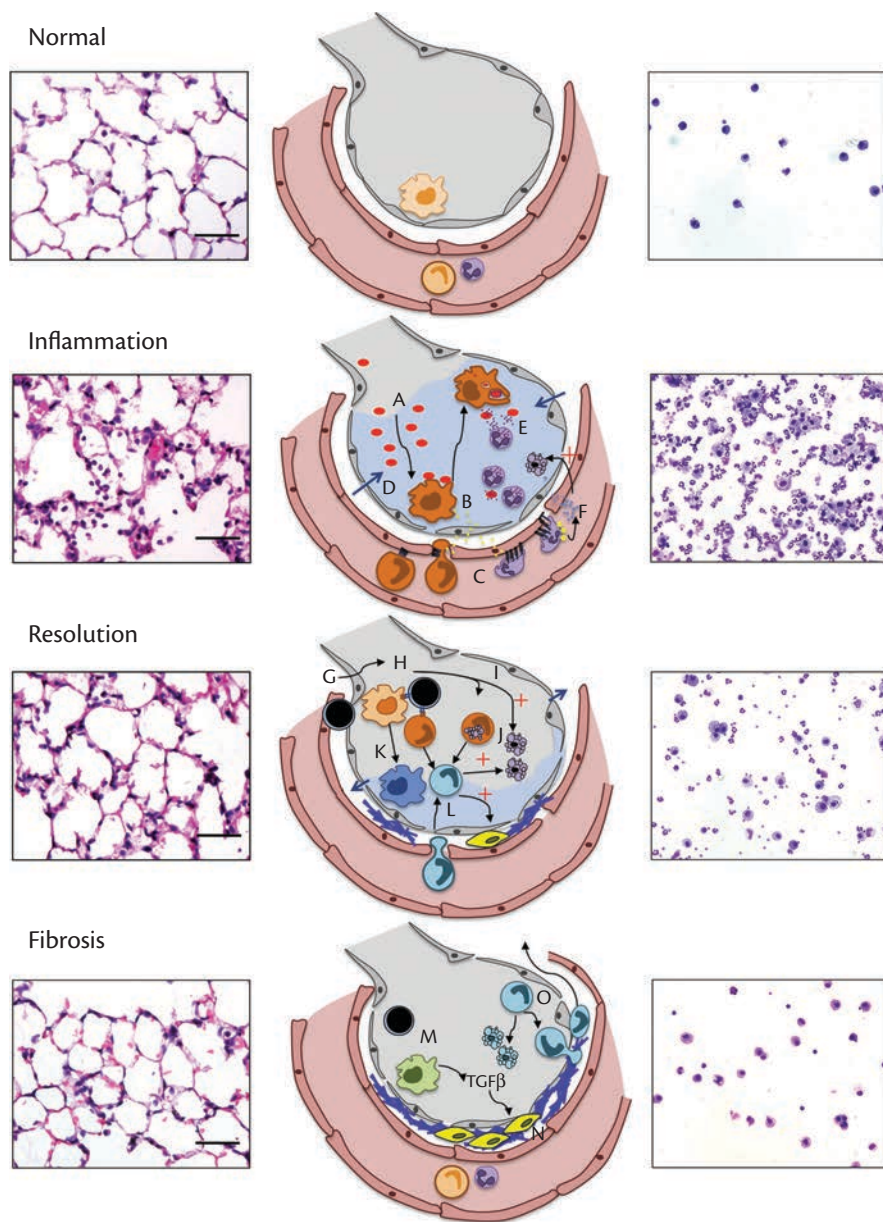 Normal
Inflammation
A
E
D
B
F
C
Resolution
G
H
I
J
K
L
Fibrosis
O
M
TGFβ
N